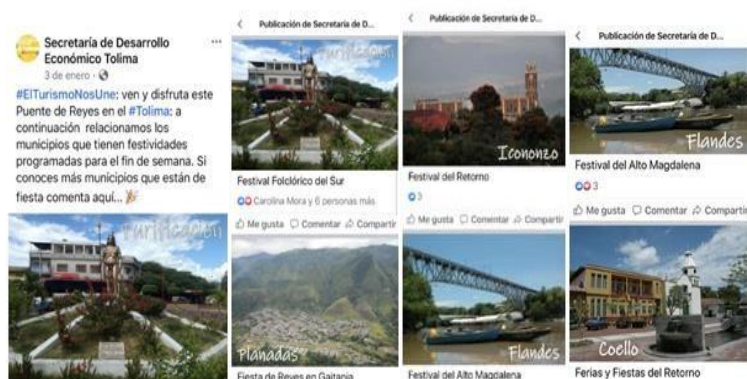 Secretaría de Desarrollo
Económico Tolima
3 de enero ·
#ElTurismoNosUne: ven y disfruta este
Puente de Reyes en el #Tolima: a
continuación relacionamos los
municipios que tienen festividades
programadas para el fin de semana. Si
conoces más municipios que están de
fiesta comenta aquí...
Purificación
Publicación de Secretaría de D...
Purificación
Festival Folclórico del Sur
Carolina Mora y 6 personas más
Me gusta Comentar Compartir
Planadas
Fiesta de Reyes en Gaitania
Publicación de Secretaría de D...
Icononzo
Festival del Retorno
3
Me gusta Comentar Compartir
Flandes
Festival del Alto Magdalena
Publicación de Secretaría de D...
Flandes
Festival del Alto Magdalena
3
Me gusta Comentar Compartir
Coello
Ferias y Fiestas del Retorno